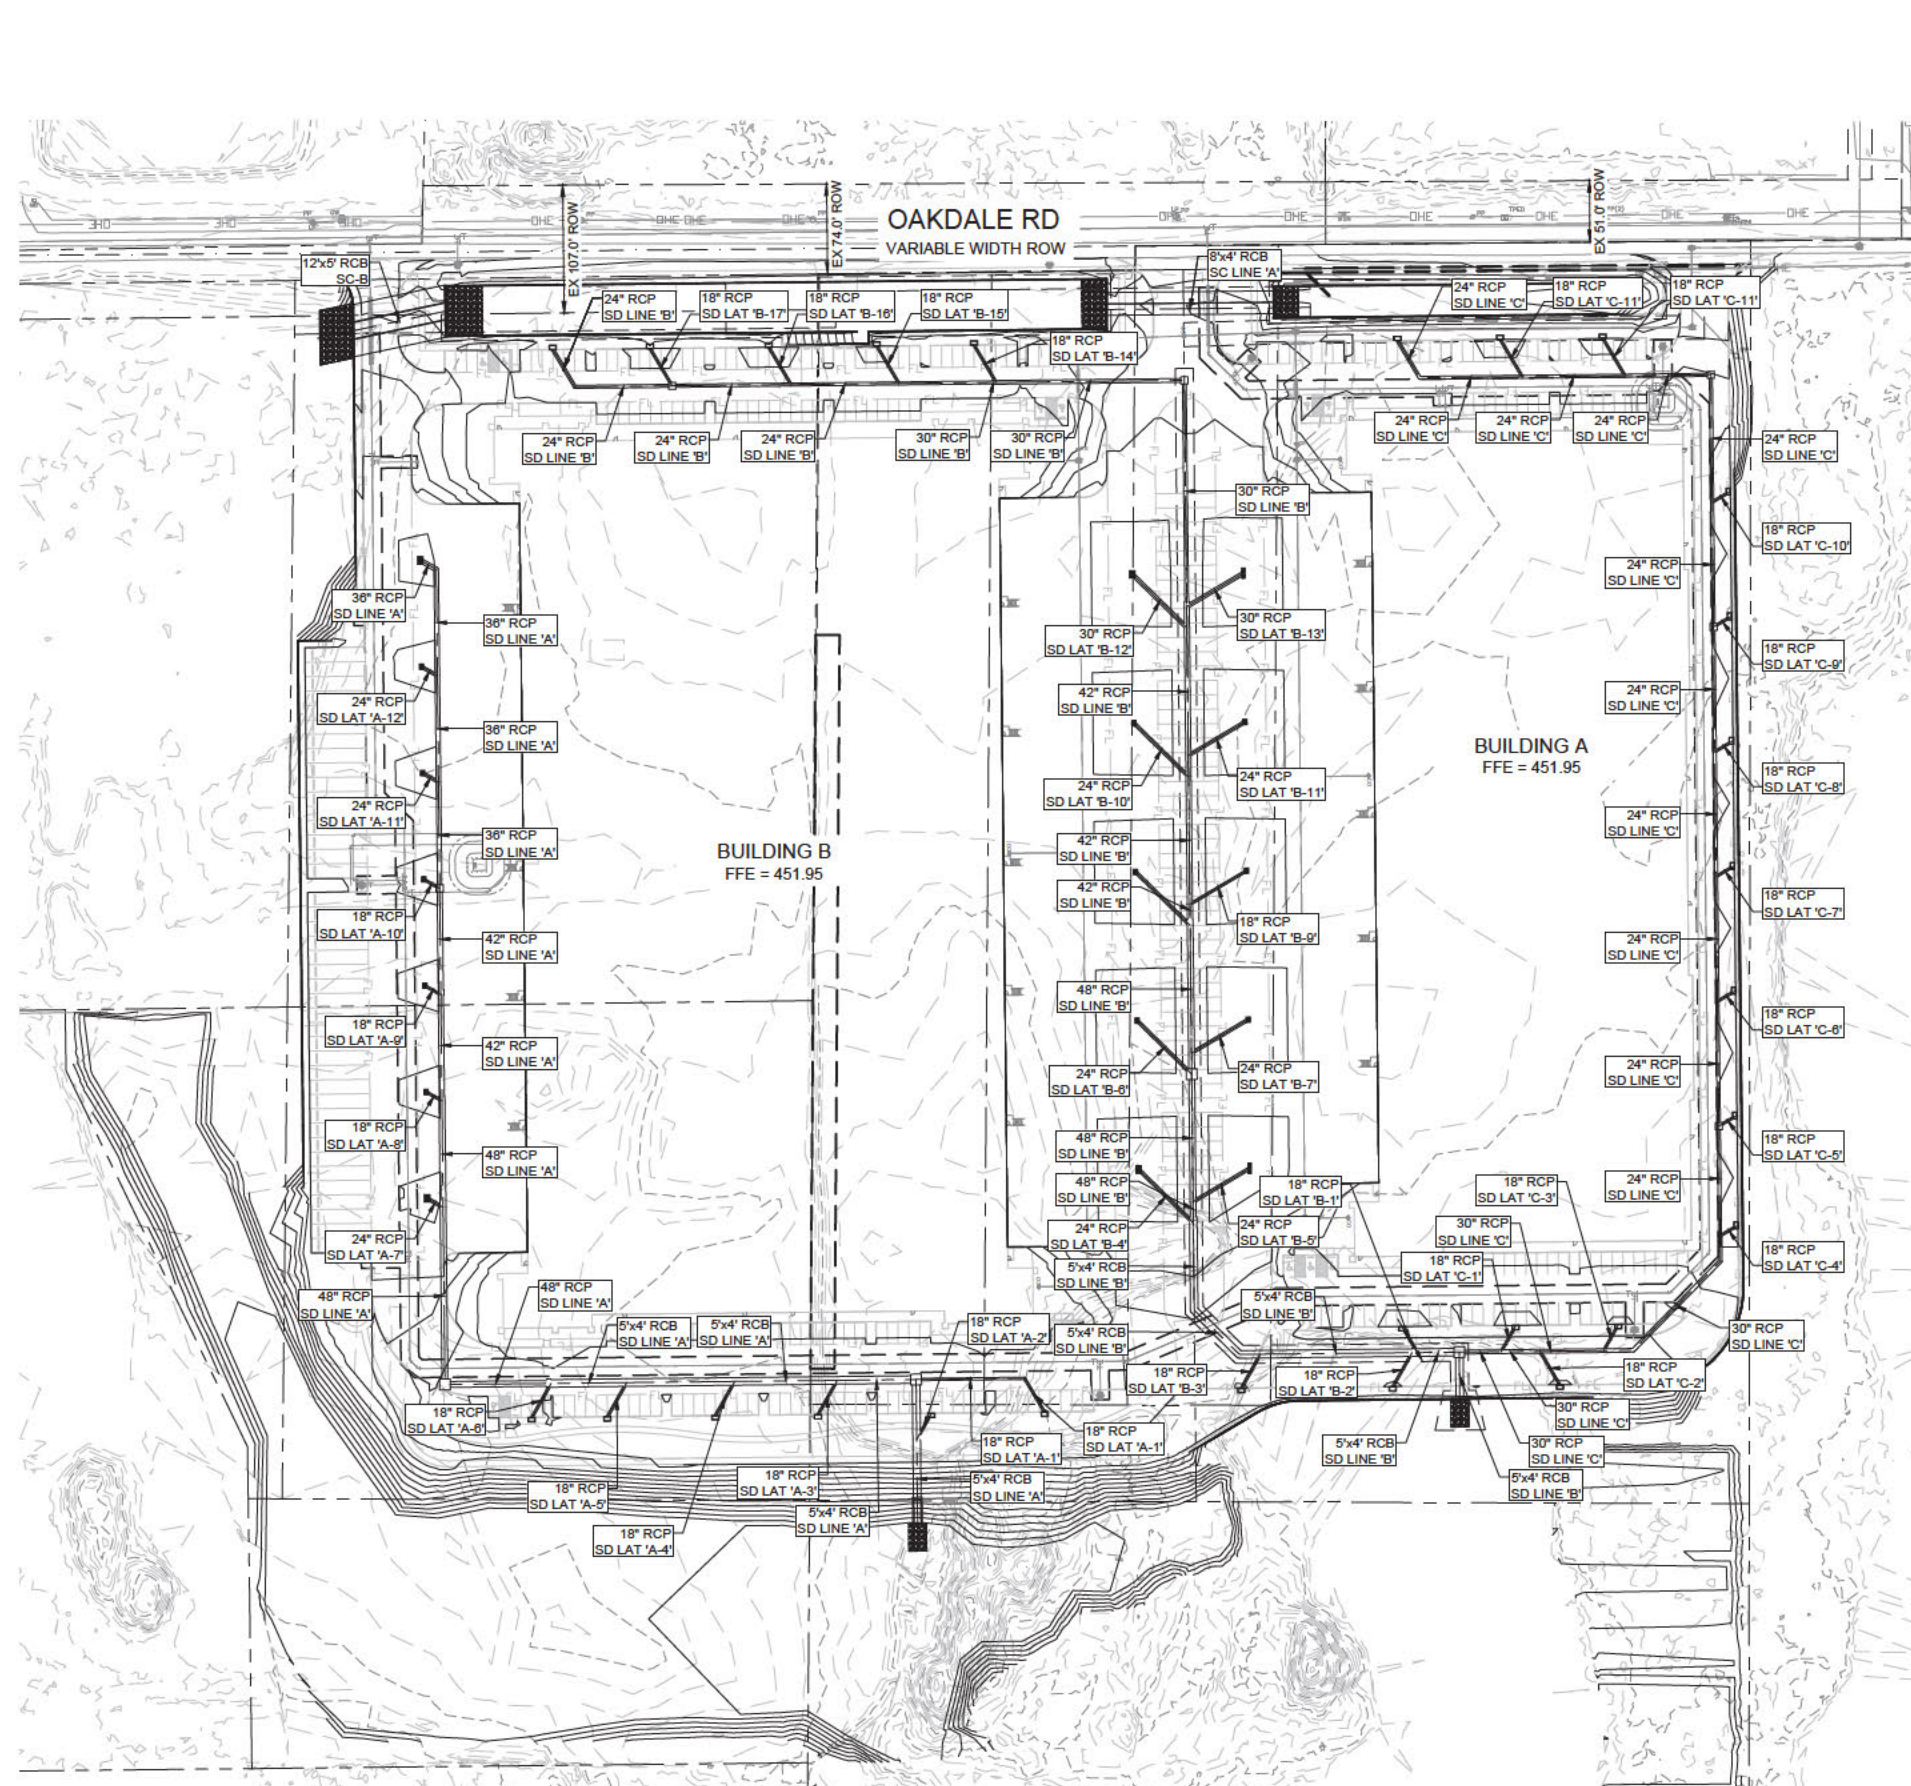 OAKDALE RD
VARIABLE WIDTH ROW
EX 107.0' ROW
EX 74.0' ROW
EX 51.0' ROW
12'x5' RCB
SC-B
8'x4' RCB
SC LINE 'A'
24" RCP
SD LINE 'B'
18" RCP
SD LAT 'B-17'
18" RCP
SD LAT 'B-16'
18" RCP
SD LAT 'B-15'
18" RCP
SD LAT 'B-14'
24" RCP
SD LINE 'C'
18" RCP
SD LAT 'C-11'
18" RCP
SD LAT 'C-11'
24" RCP
SD LINE 'B'
24" RCP
SD LINE 'B'
24" RCP
SD LINE 'B'
30" RCP
SD LINE 'B'
30" RCP
SD LINE 'B'
24" RCP
SD LINE 'C'
24" RCP
SD LINE 'C'
24" RCP
SD LINE 'C'
24" RCP
SD LINE 'C'
30" RCP
SD LINE 'B'
18" RCP
SD LAT 'C-10'
24" RCP
SD LINE 'C'
36" RCP
SD LINE 'A'
36" RCP
SD LINE 'A'
30" RCP
SD LAT 'B-12'
30" RCP
SD LAT 'B-13'
18" RCP
SD LAT 'C-9'
24" RCP
SD LAT 'A-12'
42" RCP
SD LINE 'B'
24" RCP
SD LINE 'C'
36" RCP
SD LINE 'A'
BUILDING A
FFE = 451.95
24" RCP
SD LAT 'A-11'
24" RCP
SD LAT 'B-10'
24" RCP
SD LAT 'B-11'
18" RCP
SD LAT 'C-8'
24" RCP
SD LINE 'C'
36" RCP
SD LINE 'A'
BUILDING B
FFE = 451.95
42" RCP
SD LINE 'B'
42" RCP
SD LINE 'B'
18" RCP
SD LAT 'C-7'
18" RCP
SD LAT 'A-10'
18" RCP
SD LAT 'B-9'
42" RCP
SD LINE 'A'
24" RCP
SD LINE 'C'
48" RCP
SD LINE 'B'
18" RCP
SD LAT 'C-6'
18" RCP
SD LAT 'A-9'
42" RCP
SD LINE 'A'
24" RCP
SD LAT 'B-6'
24" RCP
SD LAT 'B-7'
24" RCP
SD LINE 'C'
18" RCP
SD LAT 'A-8'
48" RCP
SD LINE 'A'
48" RCP
SD LINE 'B'
18" RCP
SD LAT 'C-5'
48" RCP
SD LINE 'B'
18" RCP
SD LAT 'B-1'
18" RCP
SD LAT 'C-3'
24" RCP
SD LINE 'C'
24" RCP
SD LAT 'A-7'
24" RCP
SD LAT 'B-4'
24" RCP
SD LAT 'B-5'
30" RCP
SD LINE 'C'
18" RCP
SD LAT 'C-4'
5'x4' RCB
SD LINE 'B'
18" RCP
SD LAT 'C-1'
48" RCP
SD LINE 'A'
48" RCP
SD LINE 'A'
5'x4' RCB
SD LINE 'B'
5'x4' RCB
SD LINE 'A'
5'x4' RCB
SD LINE 'A'
18" RCP
SD LAT 'A-2'
5'x4' RCB
SD LINE 'B'
30" RCP
SD LINE 'C'
18" RCP
SD LAT 'B-3'
18" RCP
SD LAT 'B-2'
18" RCP
SD LAT 'C-2'
18" RCP
SD LAT 'A-6'
30" RCP
SD LINE 'C'
18" RCP
SD LAT 'A-1'
18" RCP
SD LAT 'A-1'
5'x4' RCB
SD LINE 'B'
30" RCP
SD LINE 'C'
18" RCP
SD LAT 'A-5'
18" RCP
SD LAT 'A-3'
5'x4' RCB
SD LINE 'A'
5'x4' RCB
SD LINE 'B'
5'x4' RCB
SD LINE 'A'
18" RCP
SD LAT 'A-4'